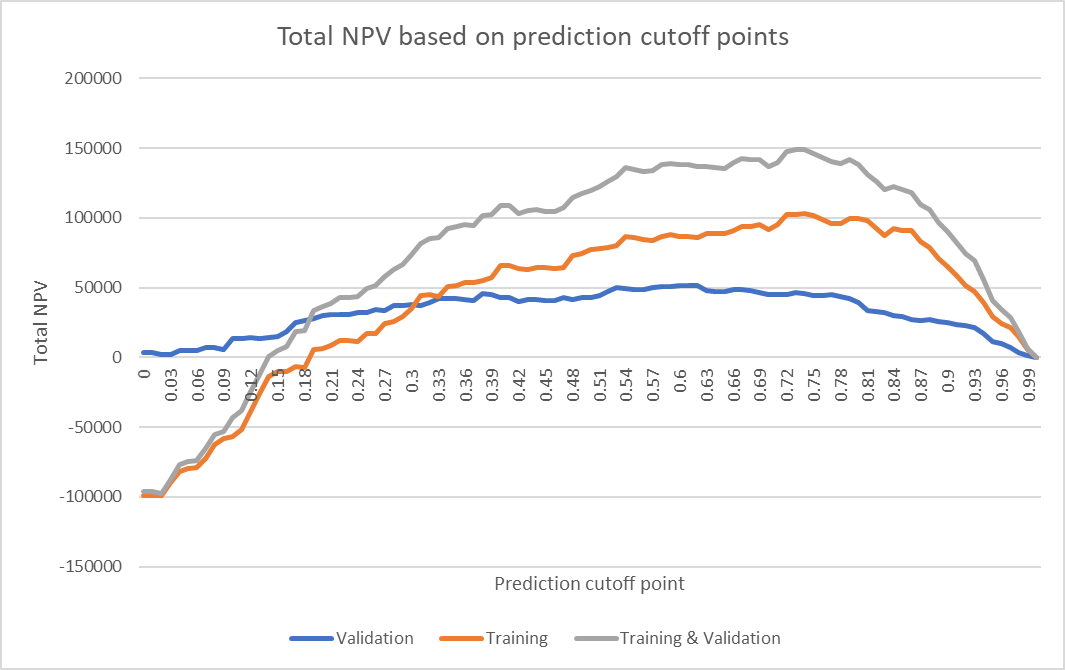 Total NPV based on prediction cutoff points
200000
150000
100000
50000
0
-50000
-100000
-150000
Total NPV
0 0.03 0.06 0.09 0.12 0.15 0.18 0.21 0.24 0.27 0.3 0.33 0.36 0.39 0.42 0.45 0.48 0.51 0.54 0.57 0.6 0.63 0.66 0.69 0.72 0.75 0.78 0.81 0.84 0.87 0.9 0.93 0.96 0.99
Prediction cutoff point
Validation Training Training & Validation